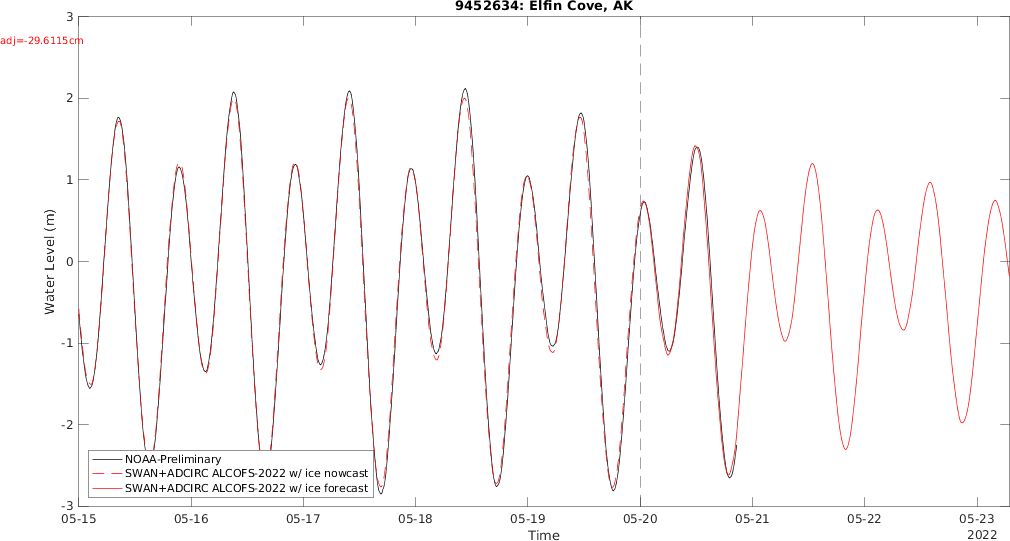 9452634: Elfin Cove, AK
adj=-29.6115cm
3
2
1
0
-1
-2
-3
Water Level (m)
NOAA-Preliminary
SWAN+ADCIRC ALCOFS-2022 w/ ice nowcast
SWAN+ADCIRC ALCOFS-2022 w/ ice forecast
05-15 05-16 05-17 05-18 05-19 05-20 05-21 05-22 05-23
Time
2022